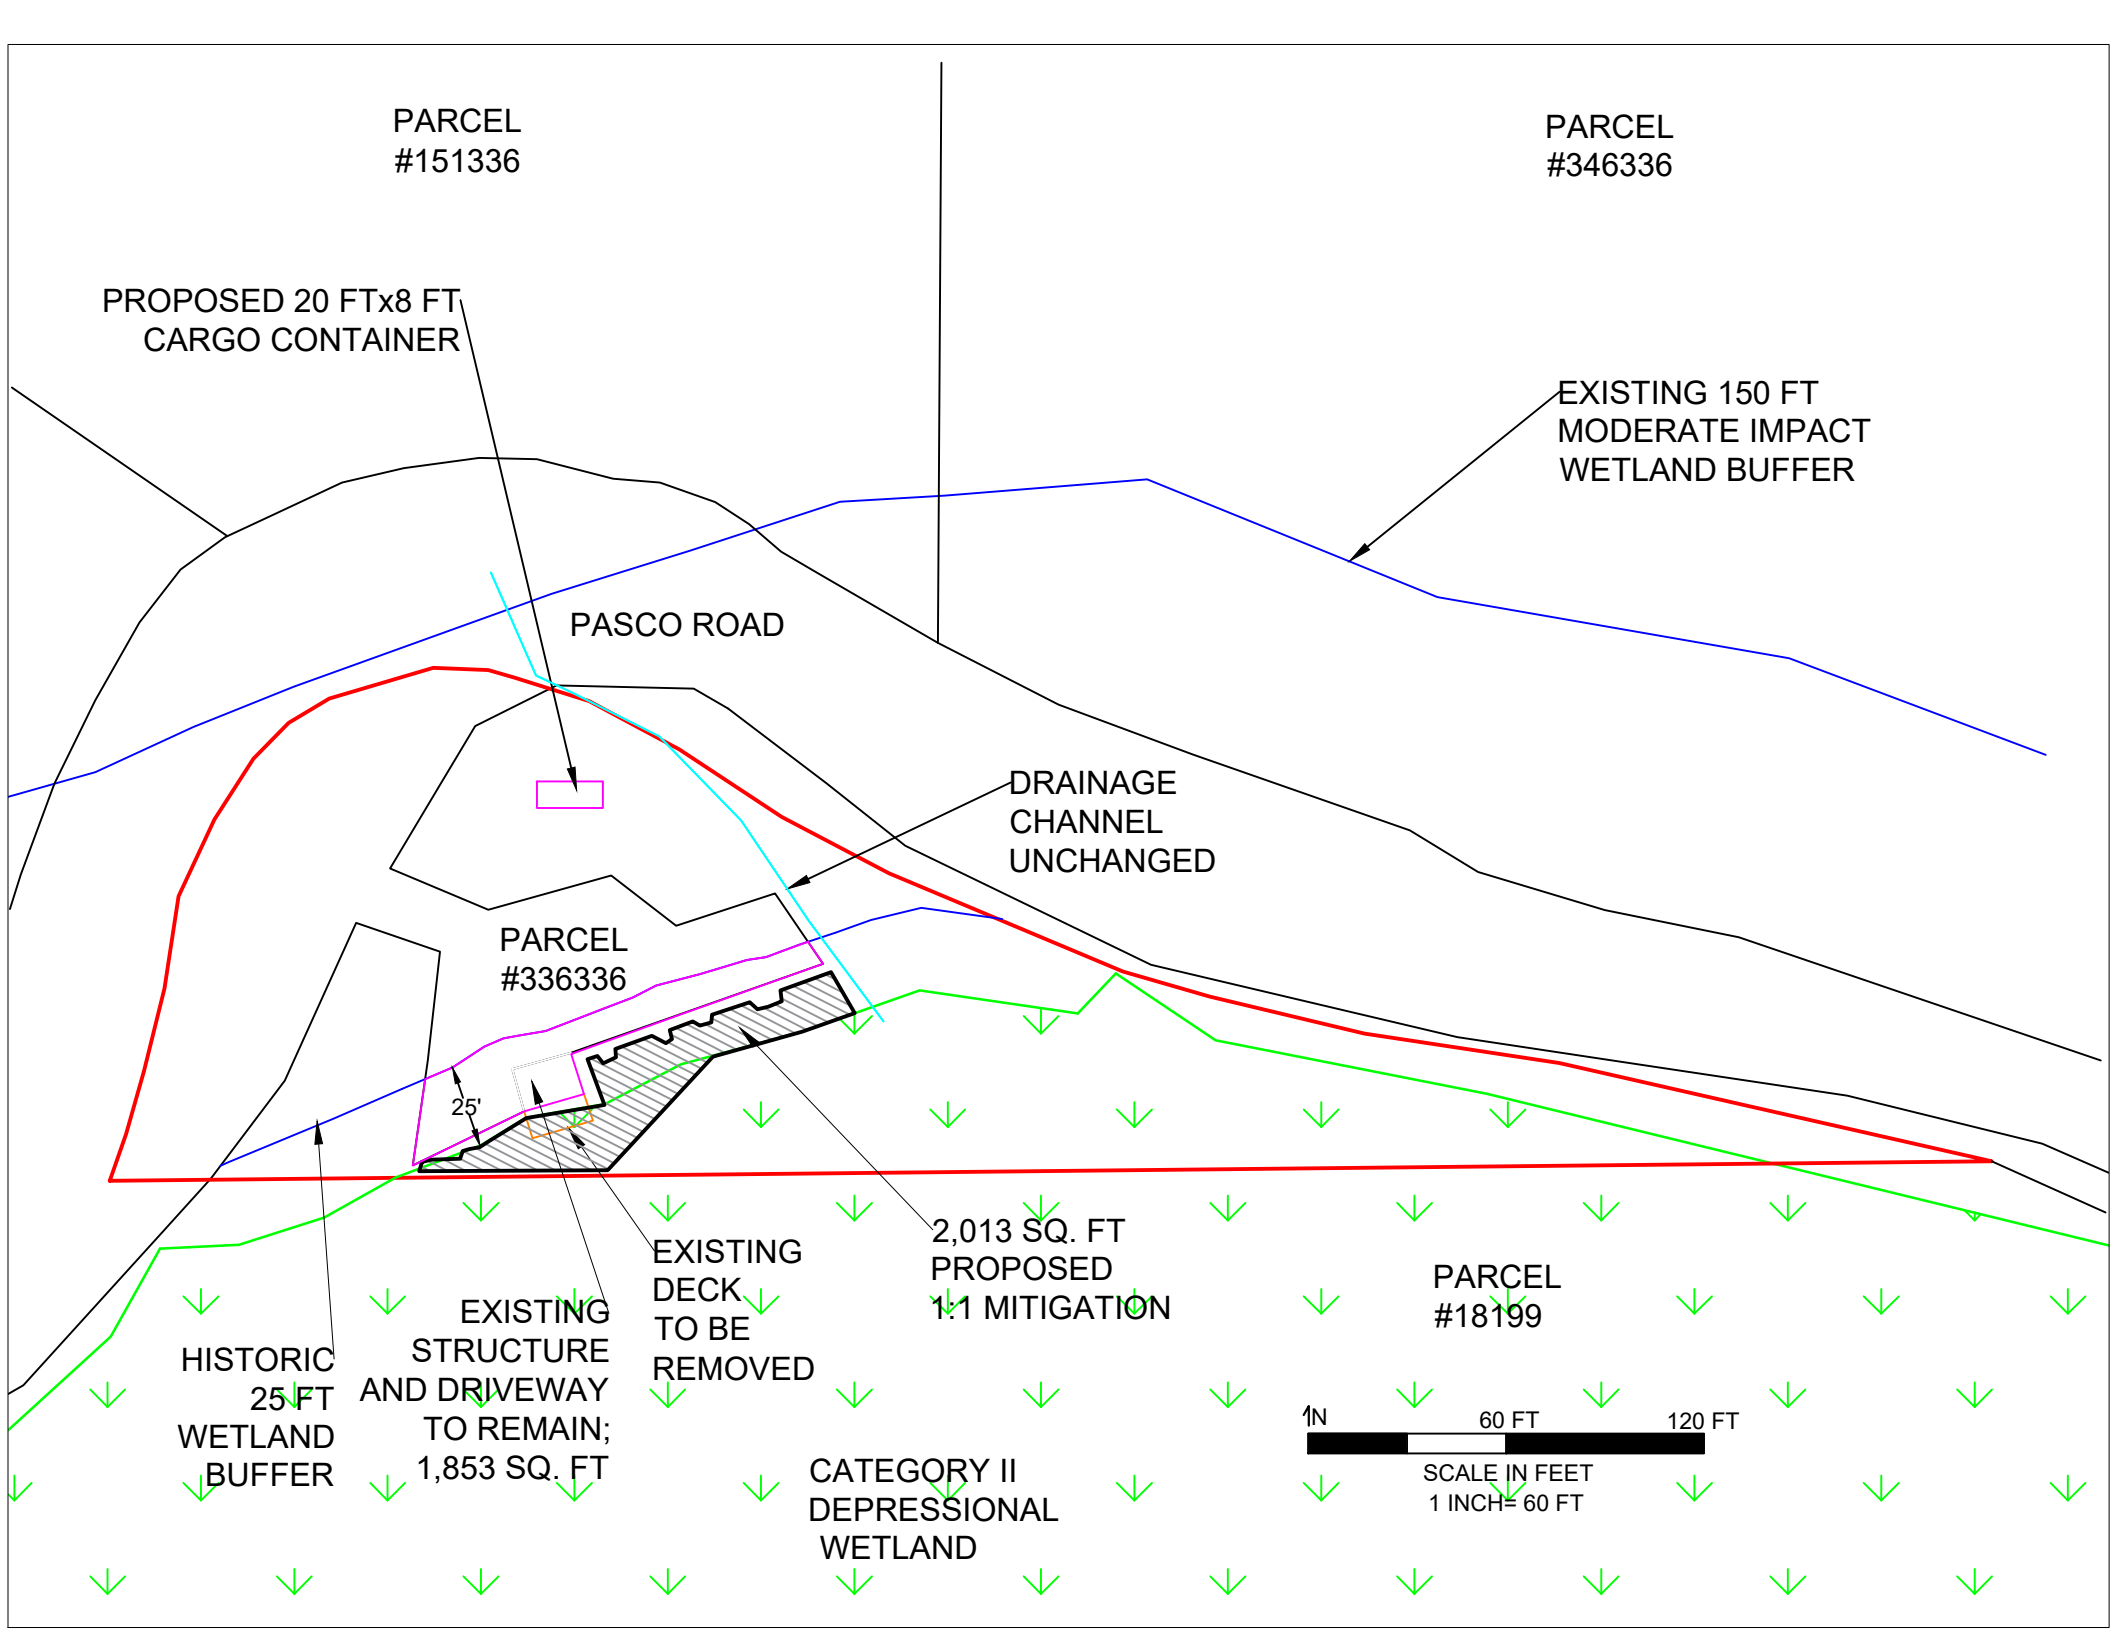 PARCEL
#151336
PARCEL
#346336
PROPOSED 20 FTx8 FT
CARGO CONTAINER
EXISTING 150 FT
MODERATE IMPACT
WETLAND BUFFER
PASCO ROAD
DRAINAGE
CHANNEL
UNCHANGED
PARCEL
#336336
25'
2,013 SQ. FT
PROPOSED
1:1 MITIGATION
EXISTING
DECK
TO BE
REMOVED
EXISTING
STRUCTURE
AND DRIVEWAY
TO REMAIN;
1,853 SQ. FT
HISTORIC
25 FT
WETLAND
BUFFER
PARCEL
#18199
CATEGORY II
DEPRESSIONAL
WETLAND
N
60 FT
120 FT
SCALE IN FEET
1 INCH= 60 FT